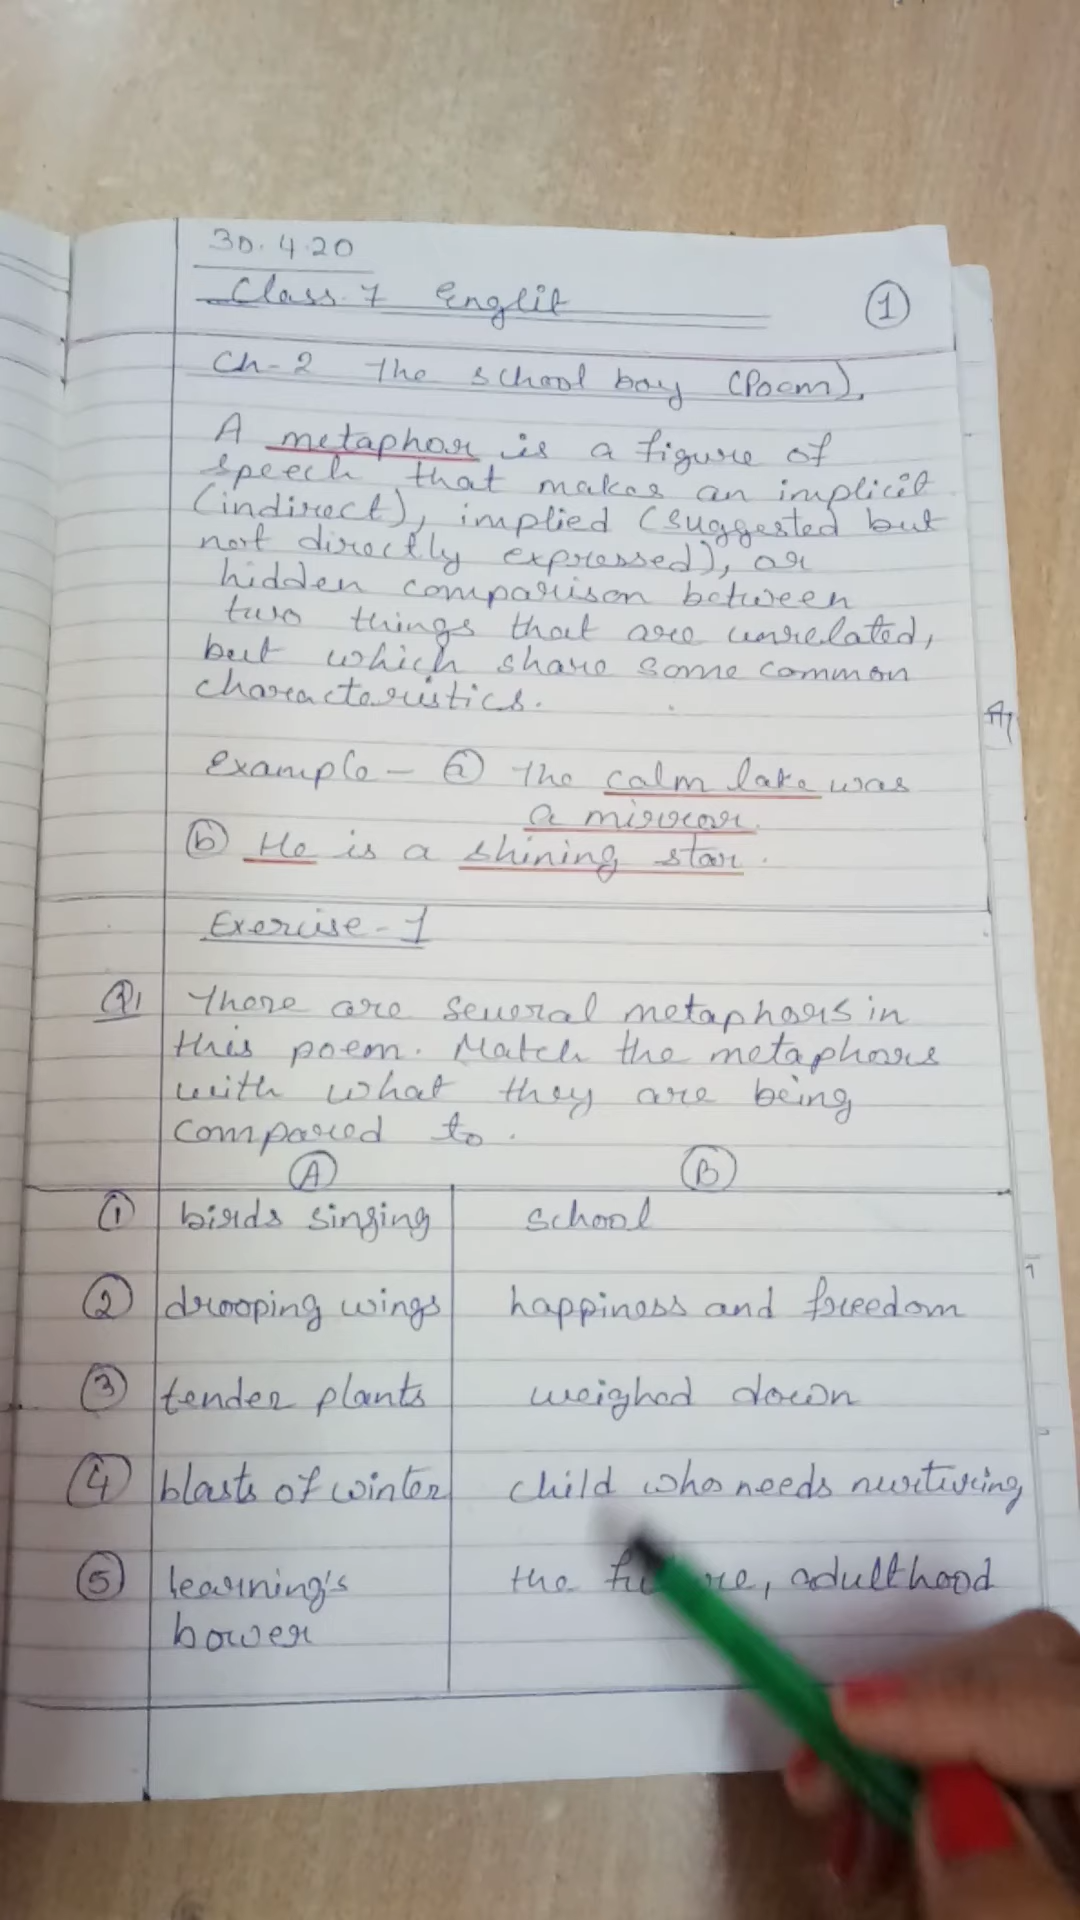 30.4.20
Class-7 Englit
1
Ch-2 The school boy (Poem).
A metaphor is a figure of
speech that makes an implicit
(indirect), implied (suggested but
not directly expressed), or
hidden comparison between
two things that are unrelated,
but which share some common
characteristics.
Example - a The calm lake was
a mirror.
b He is a shining star.
Exercise-1
Q1 There are several metaphors in
this poem. Match the metaphors
with what they are being
compared to.
A B
1 birds singing school
2 drooping wings happiness and freedom
3 tender plants weighed down
4 blasts of winter child who needs nurturing
5 learning's the future, adulthood
bower